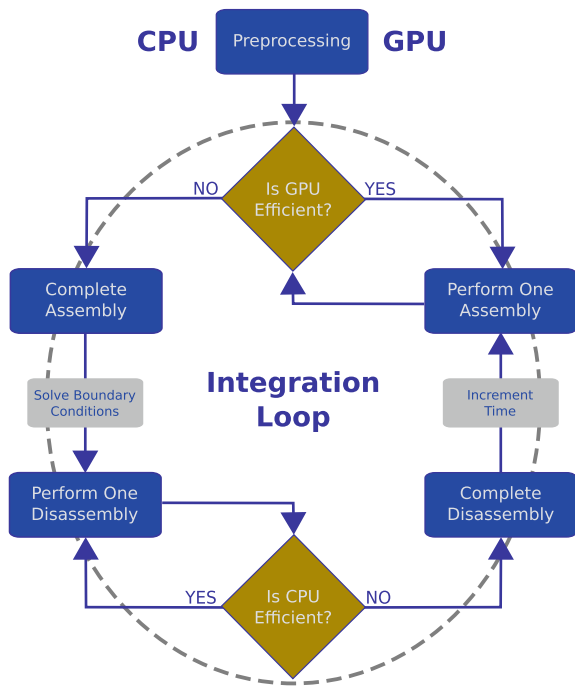 CPU
Preprocessing
GPU
Is GPU
Efficient?
NO
YES
Complete
Assembly
Perform One
Assembly
Integration
Loop
Solve Boundary
Conditions
Increment
Time
Perform One
Disassembly
Complete
Disassembly
Is CPU
Efficient?
YES
NO